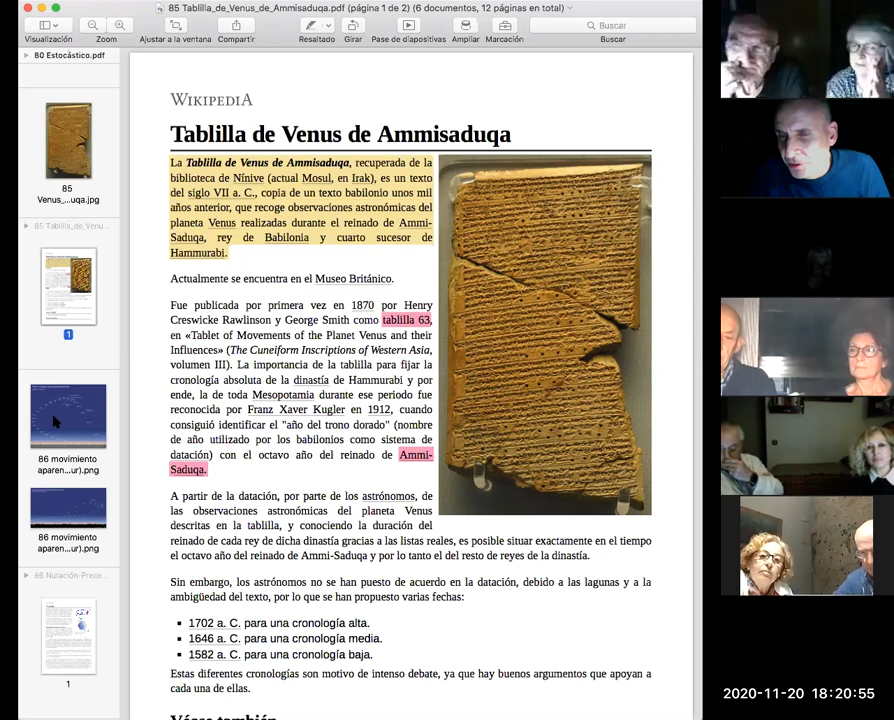 85 Tablilla_de_Venus_de_Ammisaduqa.pdf (página 1 de 2) (6 documentos, 12 páginas en total)
Visualización
Zoom
Ajustar a la ventana
Compartir
Resaltado
Girar
Pase de diapositivas
Ampliar
Marcación
Buscar
Buscar
80 Estocástico.pdf
85
Venus_...uqa.jpg
85 Tablilla_de_Venu...
1
86 movimiento
aparen...ur).png
86 movimiento
aparen...ur).png
86 Nutación-Prece...
1
WIKIPEDIA
Tablilla de Venus de Ammisaduqa
La Tablilla de Venus de Ammisaduqa, recuperada de la
biblioteca de Nínive (actual Mosul, en Irak), es un texto
del siglo VII a. C., copia de un texto babilonio unos mil
años anterior, que recoge observaciones astronómicas del
planeta Venus realizadas durante el reinado de Ammi-
Saduqa, rey de Babilonia y cuarto sucesor de
Hammurabi.
Actualmente se encuentra en el Museo Británico.
Fue publicada por primera vez en 1870 por Henry
Creswicke Rawlinson y George Smith como tablilla 63,
en «Tablet of Movements of the Planet Venus and their
Influences» (The Cuneiform Inscriptions of Western Asia,
volumen III). La importancia de la tablilla para fijar la
cronología absoluta de la dinastía de Hammurabi y por
ende, la de toda Mesopotamia durante ese periodo fue
reconocida por Franz Xaver Kugler en 1912, cuando
consiguió identificar el "año del trono dorado" (nombre
de año utilizado por los babilonios como sistema de
datación) con el octavo año del reinado de Ammi-
Saduqa.
A partir de la datación, por parte de los astrónomos, de
las observaciones astronómicas del planeta Venus
descritas en la tablilla, y conociendo la duración del
reinado de cada rey de dicha dinastía gracias a las listas reales, es posible situar exactamente en el tiempo
el octavo año del reinado de Ammi-Saduqa y por lo tanto el del resto de reyes de la dinastía.
Sin embargo, los astrónomos no se han puesto de acuerdo en la datación, debido a las lagunas y a la
ambigüedad del texto, por lo que se han propuesto varias fechas:
1702 a. C. para una cronología alta.
1646 a. C. para una cronología media.
1582 a. C. para una cronología baja.
Estas diferentes cronologías son motivo de intenso debate, ya que hay buenos argumentos que apoyan a
cada una de ellas.
Véase también
2020-11-20 18:20:55